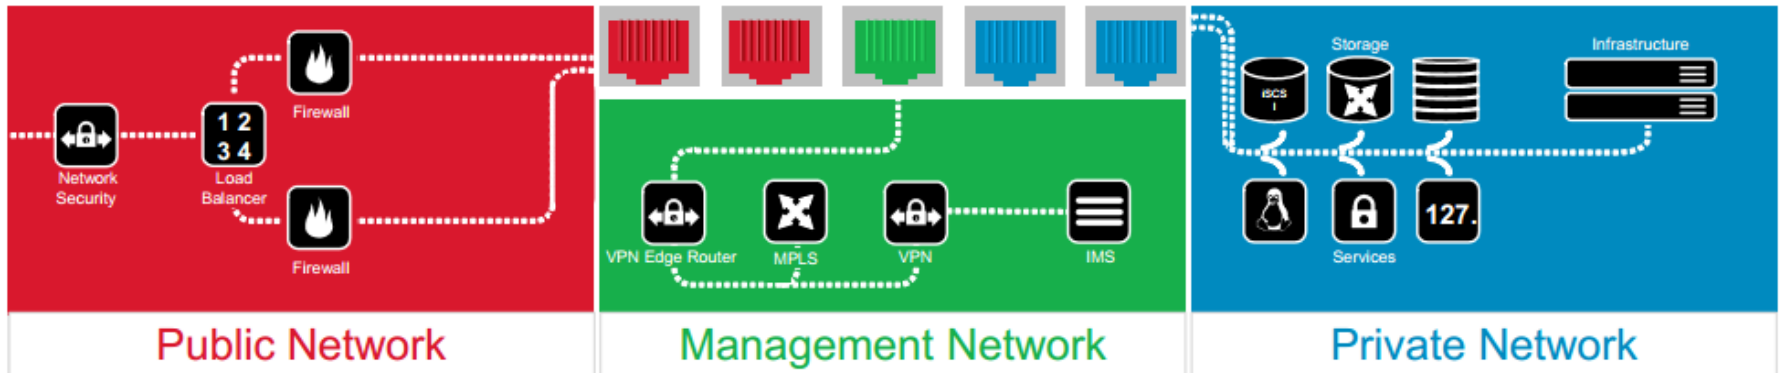 Network
Security
1 2
3 4
Load
Balancer
Firewall
Firewall
Public Network
VPN Edge Router
MPLS
VPN
IMS
Management Network
Storage
iSCS
I
Infrastructure
127.
Services
Private Network